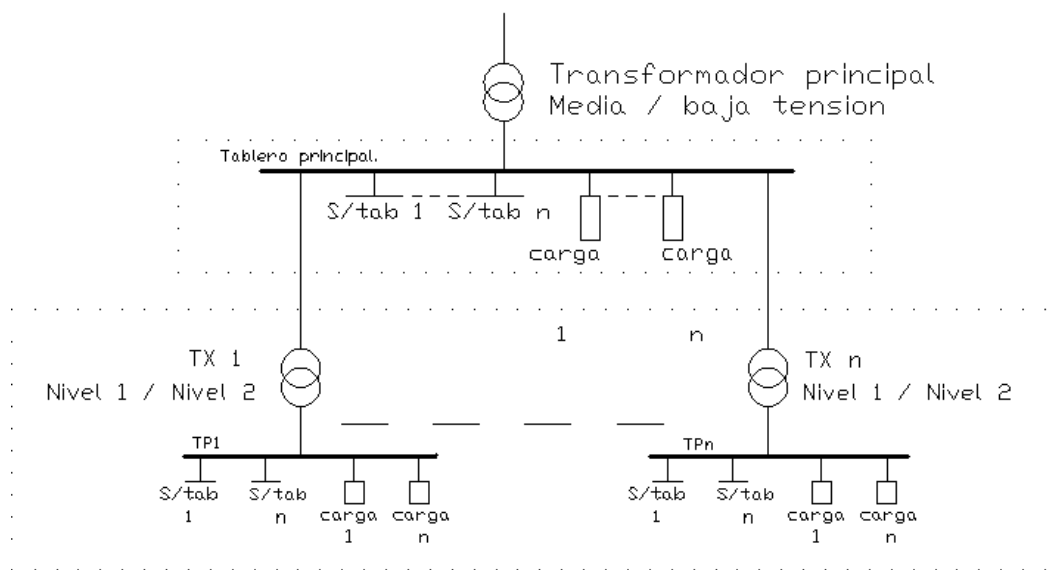 Transformador principal
Media / baja tension
Tablero principal.
S/tab 1 S/tab n
carga carga
1 n
TX 1
Nivel 1 / Nivel 2
TX n
Nivel 1 / Nivel 2
TP1
S/tab S/tab carga carga
1 n 1 n
TPn
S/tab S/tab carga carga
1 n 1 n